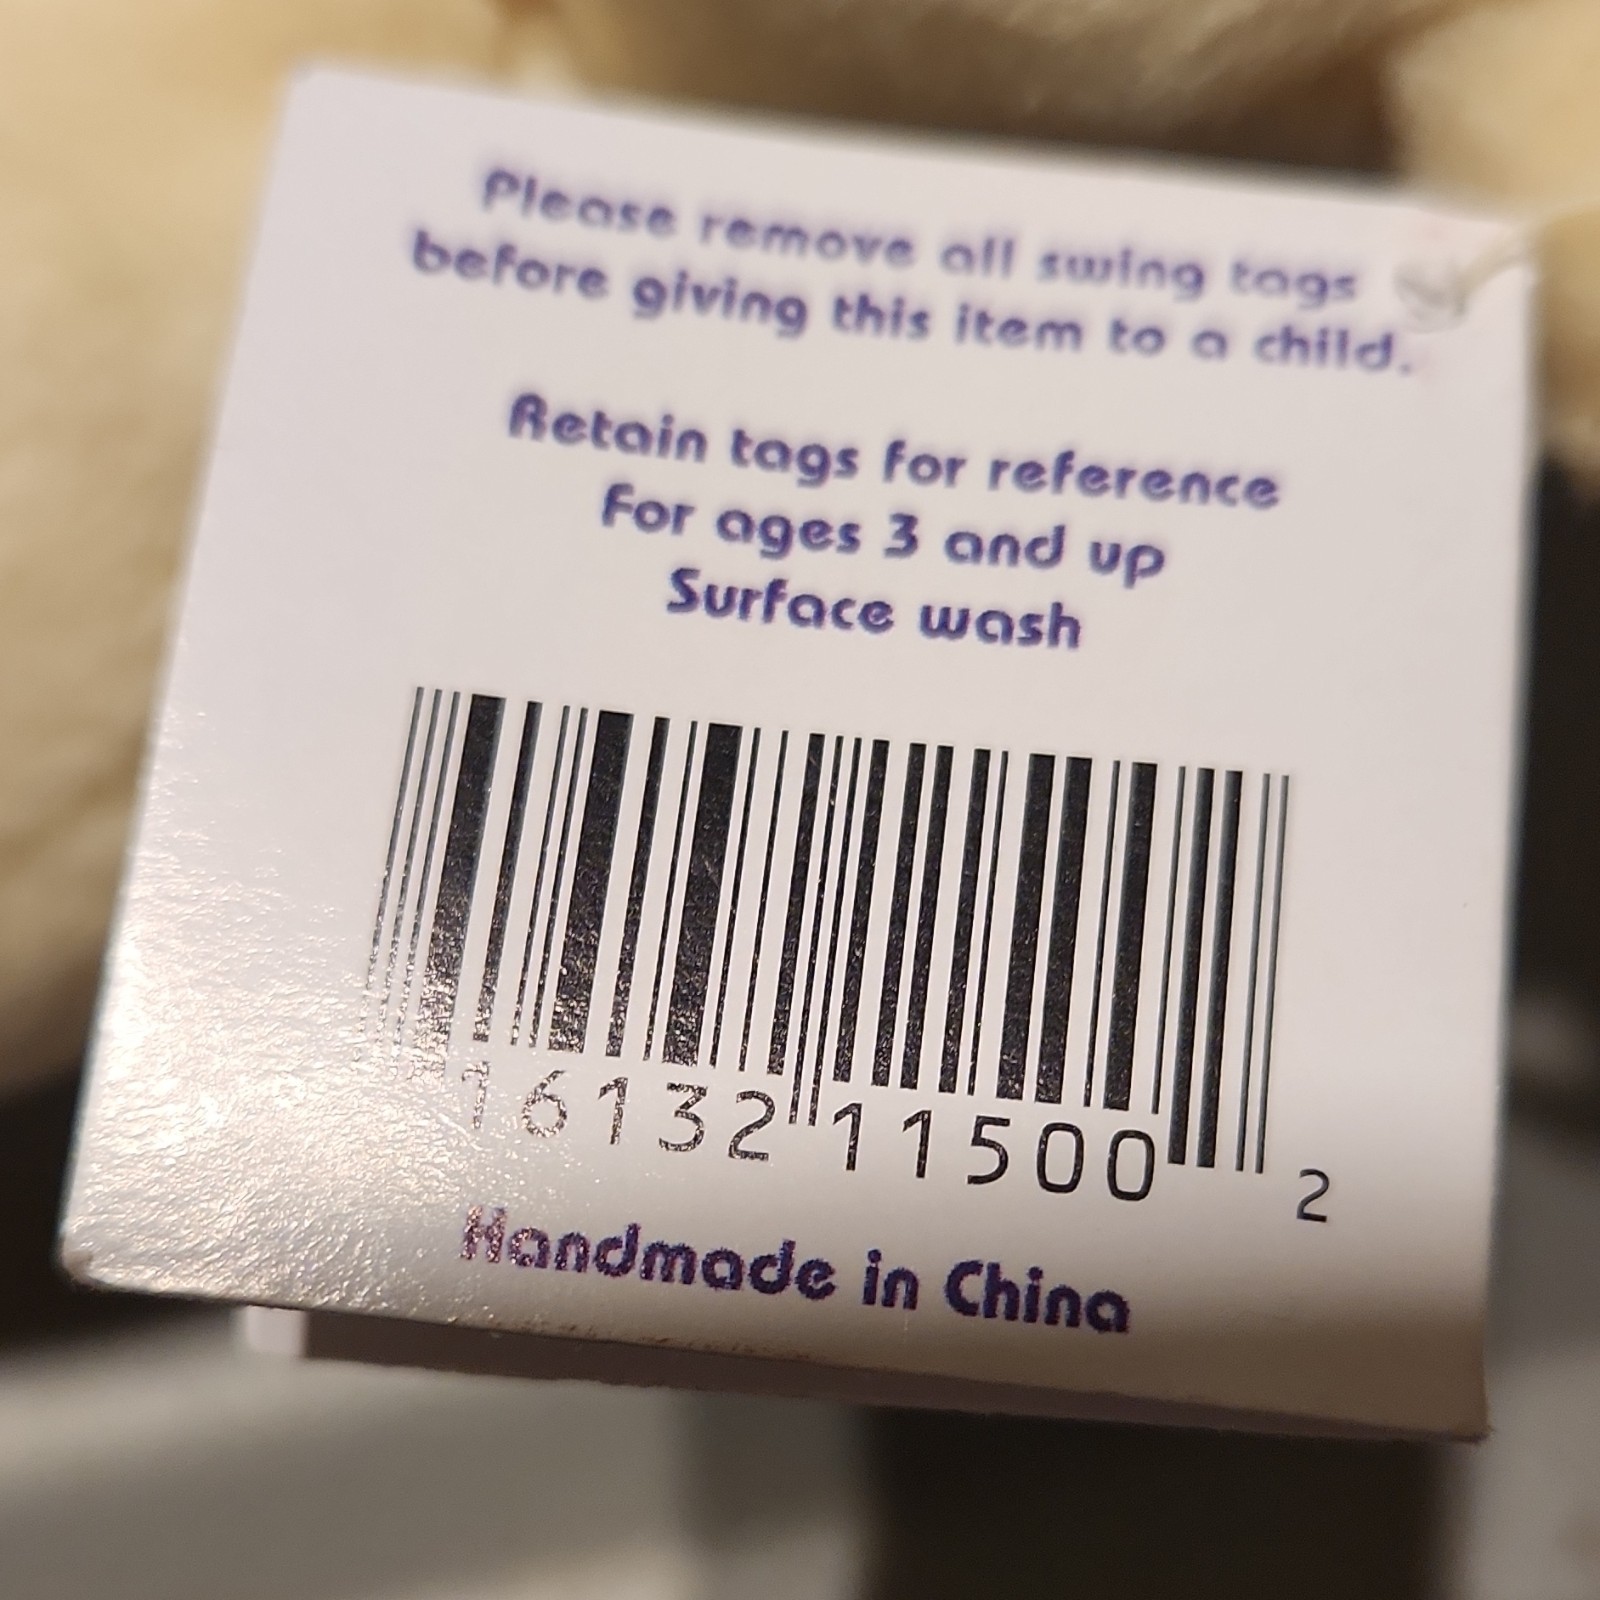 Please remove all swing tags
before giving this item to a child.
Retain tags for reference
For ages 3 and up
Surface wash
16132 11500 2
Handmade in China